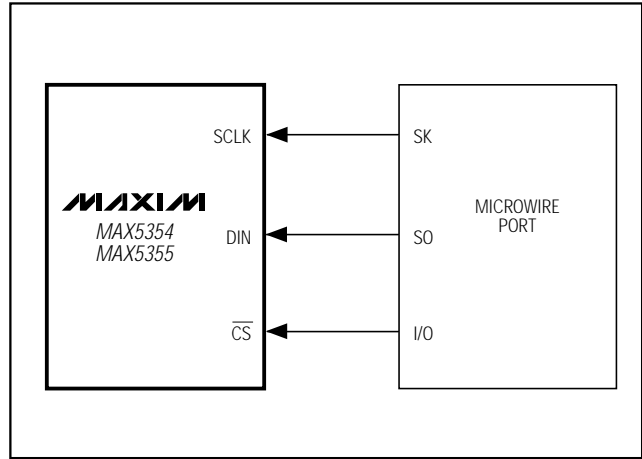 SCLK
SK
MAXIM
MAX5354
MAX5355
DIN
SO
MICROWIRE
PORT
CS
I/O